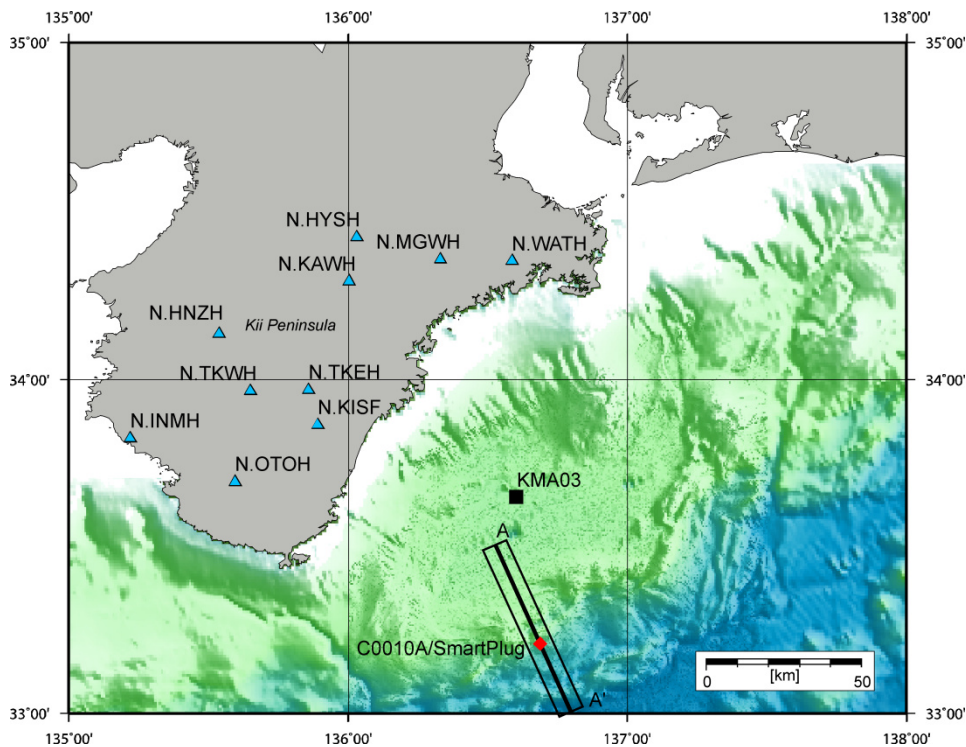 135°00' 136°00' 137°00' 138°00'
35°00' 35°00'
N.HYSH
N.MGWH N.WATH
N.KAWH
N.HNZH Kii Peninsula
34°00' 34°00'
N.TKWH N.TKEH
N.KISF
N.INMH
N.OTOH
KMA03
A
C0010A/SmartPlug
0 [km] 50
A'
33°00' 33°00'
135°00' 136°00' 137°00' 138°00'